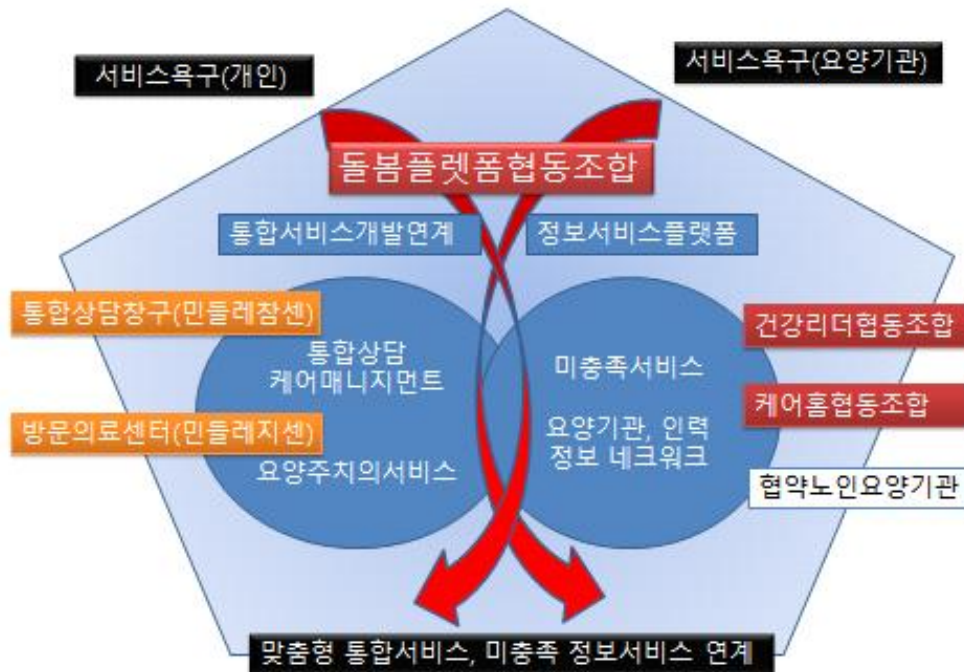 서비스욕구(개인)
서비스욕구(요양기관)
돌봄플렛폼협동조합
통합서비스개발연계
정보서비스플랫폼
통합상담창구(민들레참센)
방문의료센터(민들레지센)
통합상담
케어매니지먼트
요양주치의서비스
미충족서비스
요양기관, 인력
정보 네크워크
건강리더협동조합
케어홈협동조합
협약노인요양기관
맞춤형 통합서비스, 미충족 정보서비스 연계